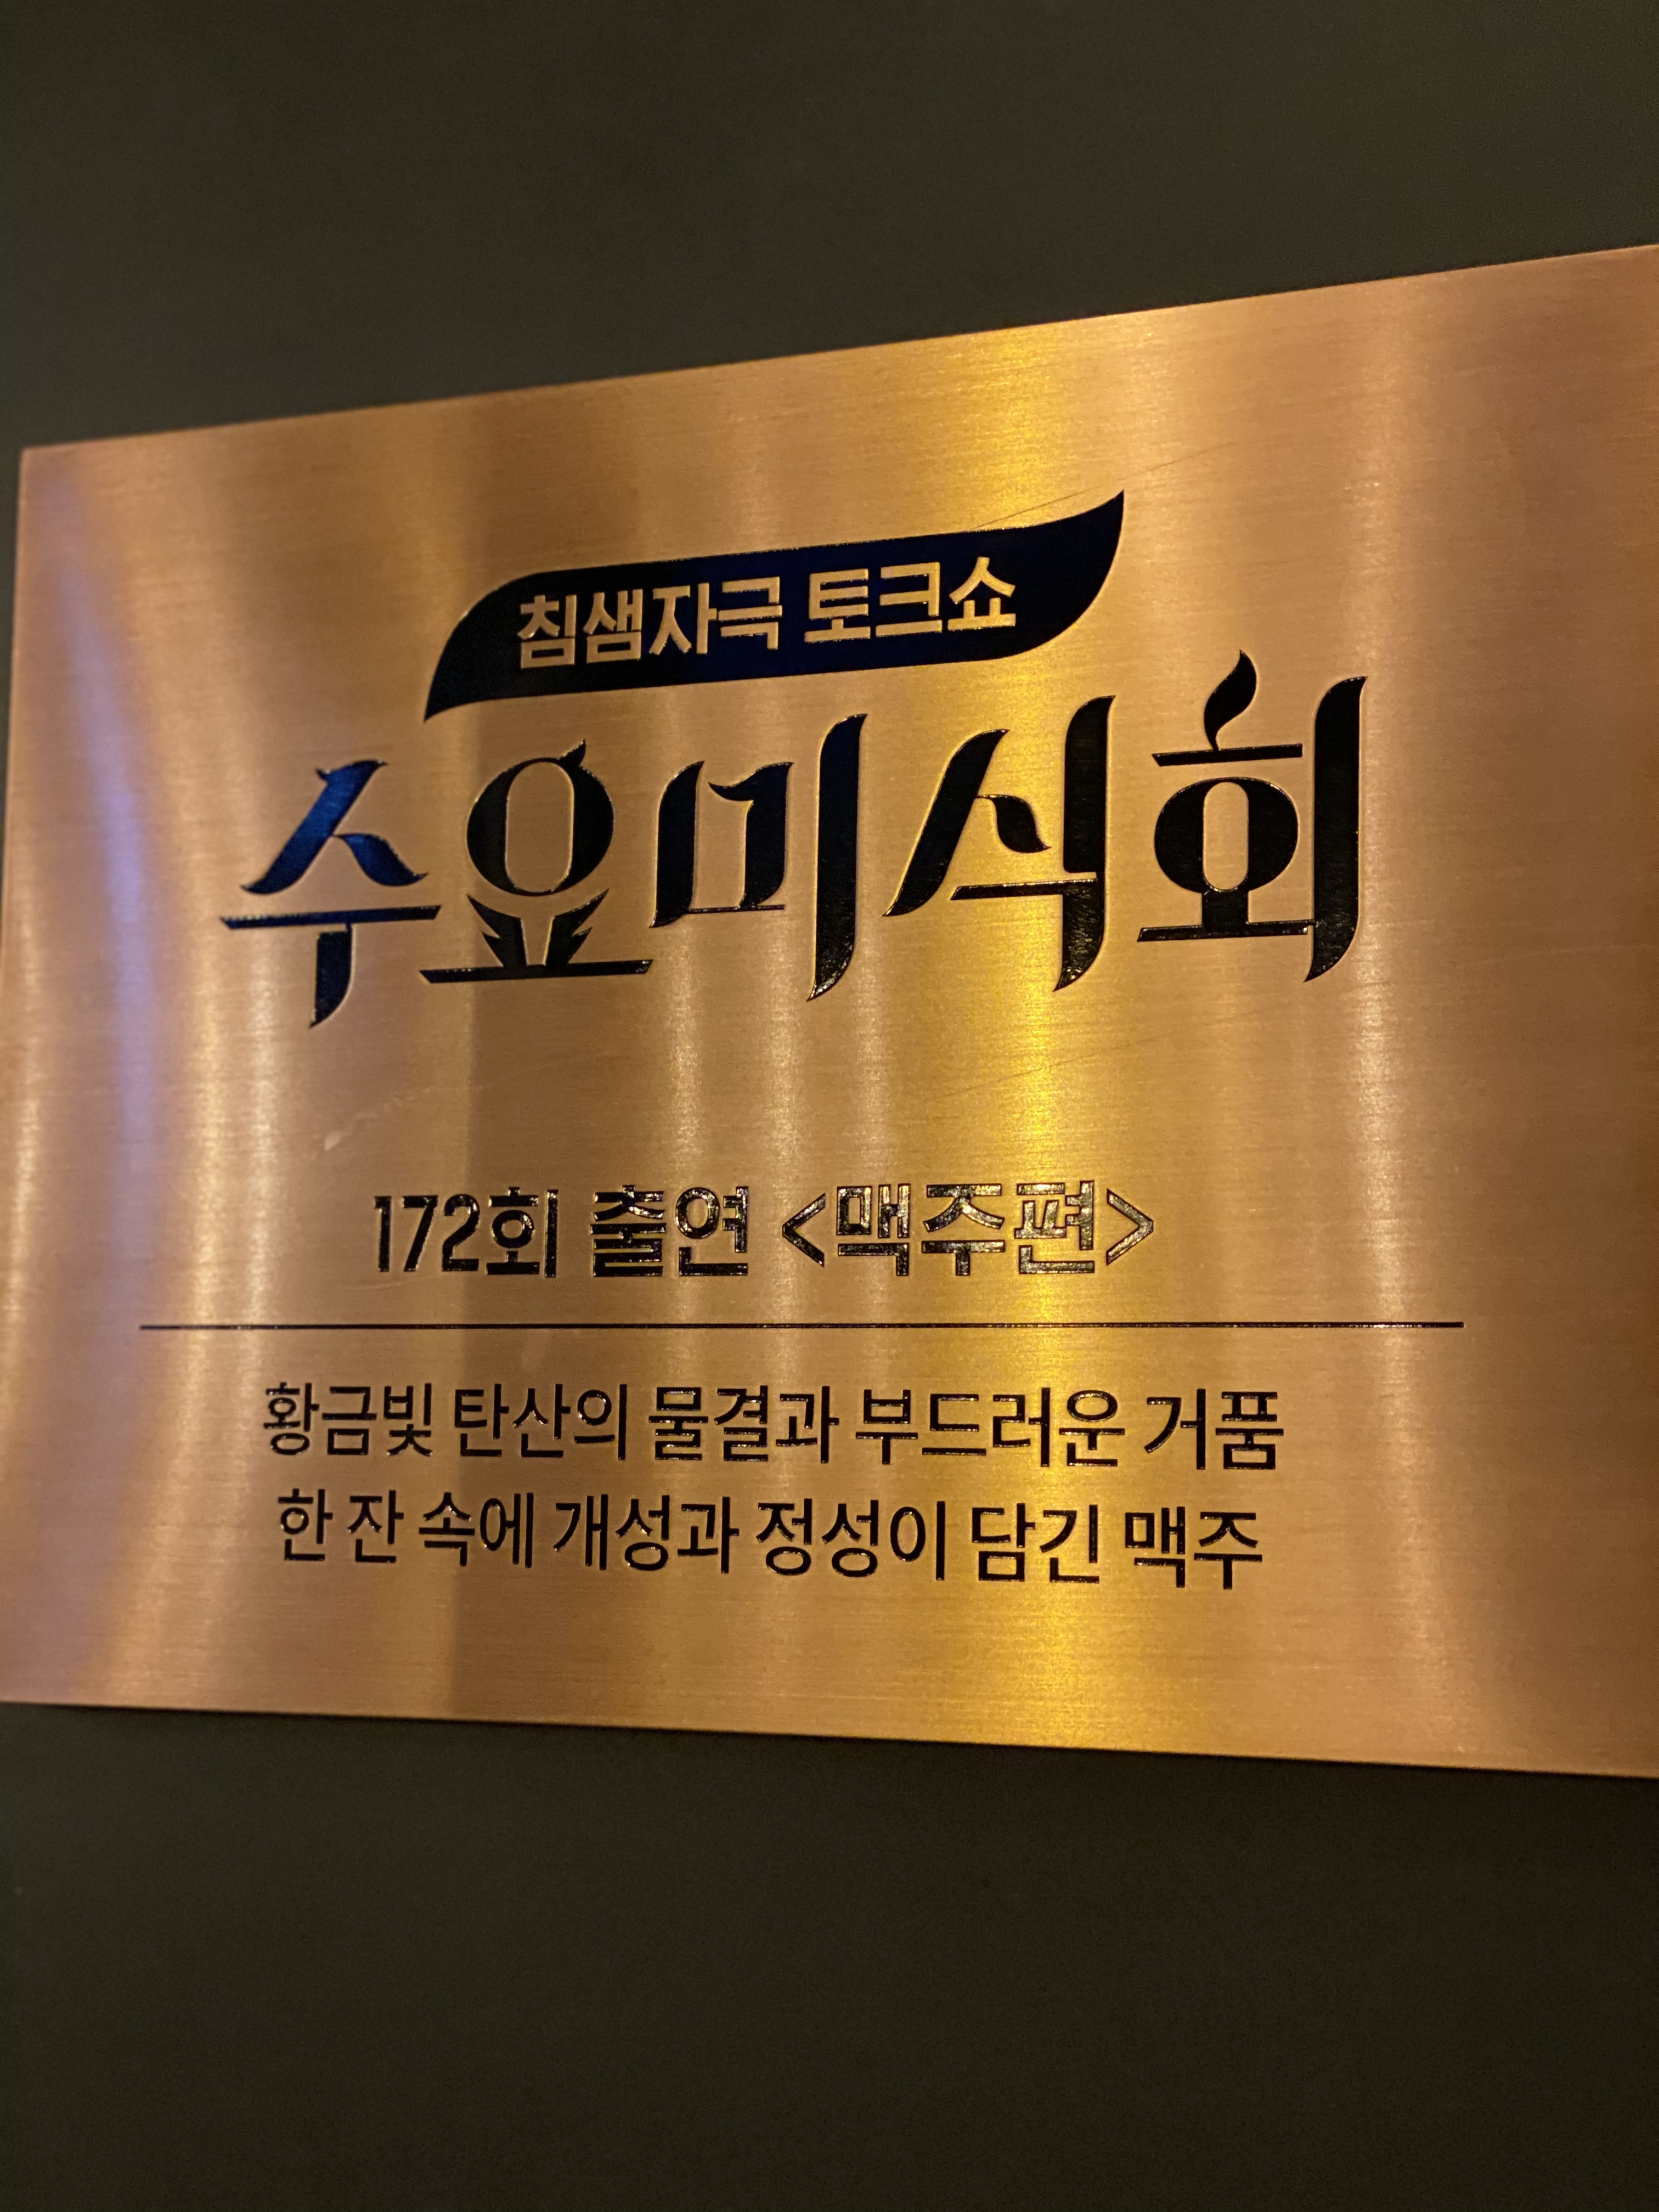 침샘자극 토크쇼
수요미식회
172회 출연 <맥주편>
황금빛 탄산의 물결과 부드러운 거품
한 잔 속에 개성과 정성이 담긴 맥주